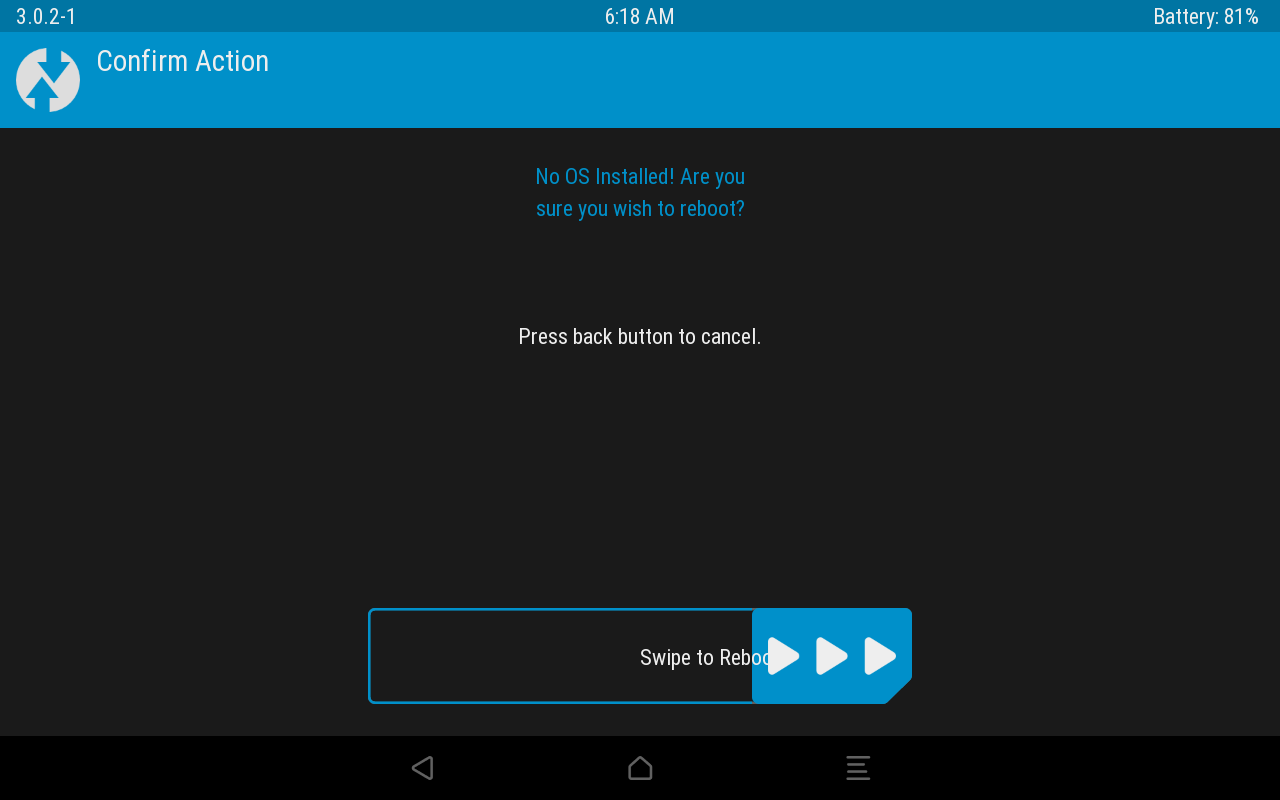 3.0.2-1 6:18 AM Battery: 81%
Confirm Action
No OS Installed! Are you
sure you wish to reboot?
Press back button to cancel.
Swipe to Reboo